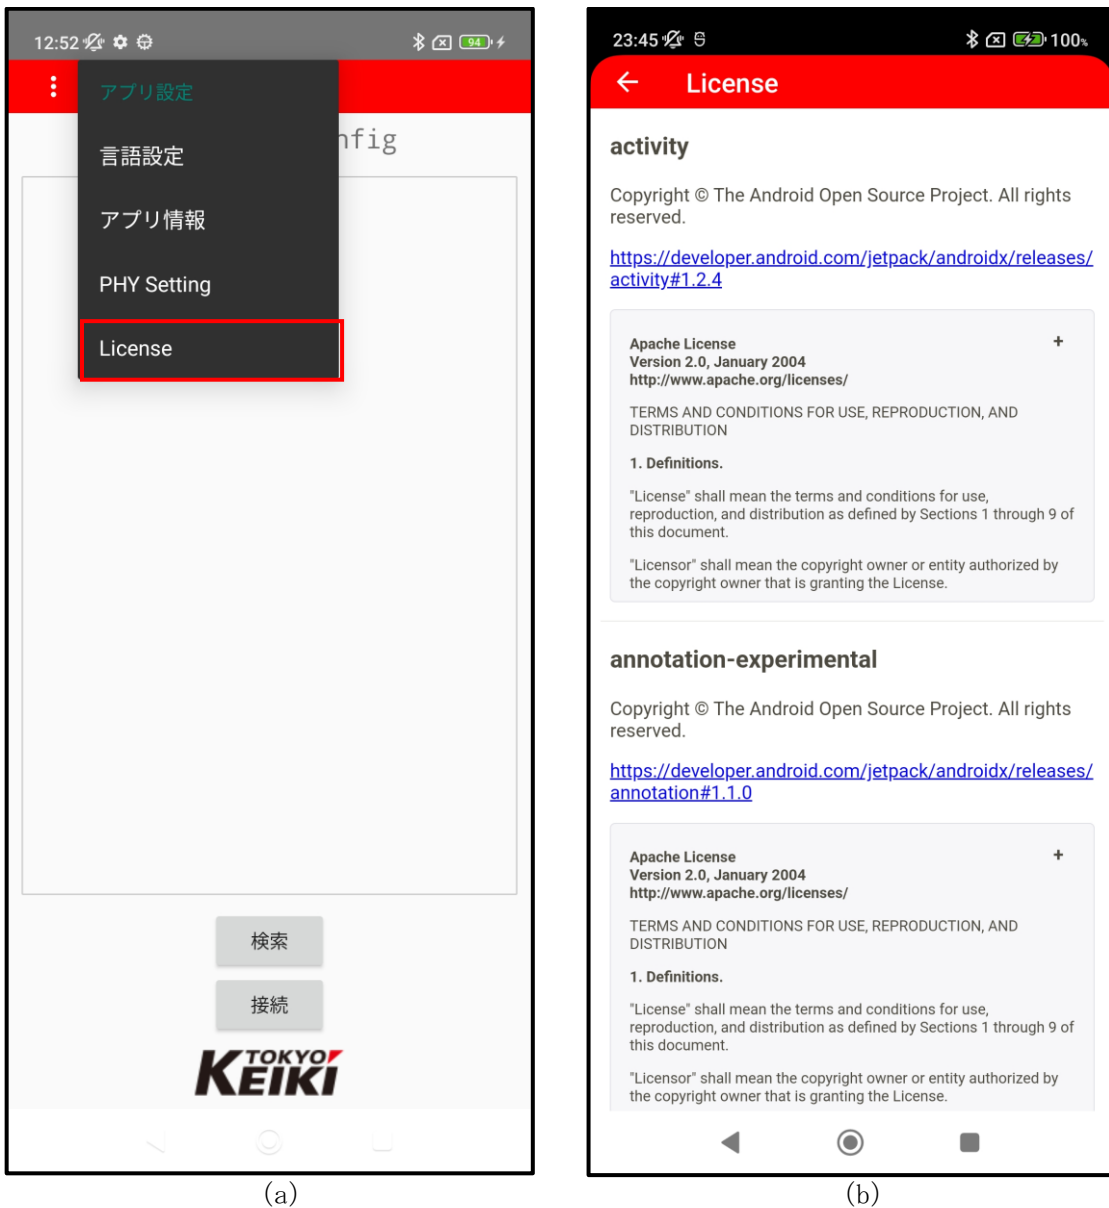 12:52
94
アプリ設定
nfig
言語設定
アプリ情報
PHY Setting
License
検索
接続
TOKYO
KEIKI
(a)
23:45
100%
License
activity
Copyright © The Android Open Source Project. All rights
reserved.
https://developer.android.com/jetpack/androidx/releases/
activity#1.2.4
Apache License +
Version 2.0, January 2004
http://www.apache.org/licenses/
TERMS AND CONDITIONS FOR USE, REPRODUCTION, AND
DISTRIBUTION
1. Definitions.
"License" shall mean the terms and conditions for use,
reproduction, and distribution as defined by Sections 1 through 9 of
this document.
"Licensor" shall mean the copyright owner or entity authorized by
the copyright owner that is granting the License.
annotation-experimental
Copyright © The Android Open Source Project. All rights
reserved.
https://developer.android.com/jetpack/androidx/releases/
annotation#1.1.0
Apache License +
Version 2.0, January 2004
http://www.apache.org/licenses/
TERMS AND CONDITIONS FOR USE, REPRODUCTION, AND
DISTRIBUTION
1. Definitions.
"License" shall mean the terms and conditions for use,
reproduction, and distribution as defined by Sections 1 through 9 of
this document.
"Licensor" shall mean the copyright owner or entity authorized by
the copyright owner that is granting the License.
(b)